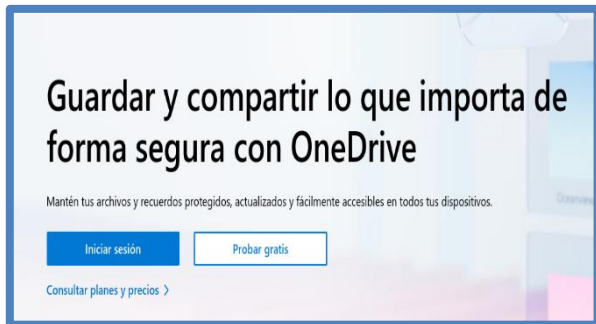 Guardar y compartir lo que importa de
forma segura con OneDrive
Mantén tus archivos y recuerdos protegidos, actualizados y fácilmente accesibles en todos tus dispositivos.
Iniciar sesión
Probar gratis
Consultar planes y precios >